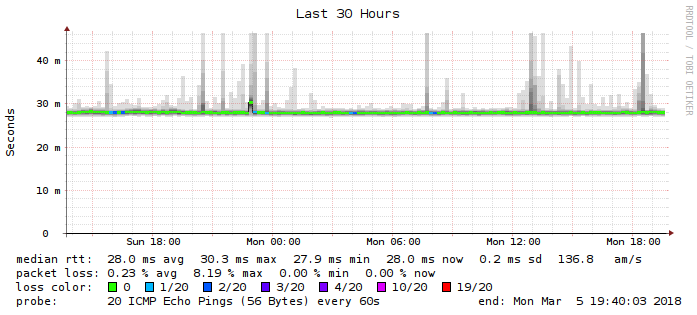 Last 30 Hours
RRDTOOL / TOBI OETIKER
Seconds
40 m
30 m
20 m
10 m
0
Sun 18:00 Mon 00:00 Mon 06:00 Mon 12:00 Mon 18:00
median rtt: 28.0 ms avg 30.3 ms max 27.9 ms min 28.0 ms now 0.2 ms sd 136.8 am/s
packet loss: 0.23 % avg 8.19 % max 0.00 % min 0.00 % now
loss color: 0 1/20 2/20 3/20 4/20 10/20 19/20
probe: 20 ICMP Echo Pings (56 Bytes) every 60s end: Mon Mar 5 19:40:03 2018